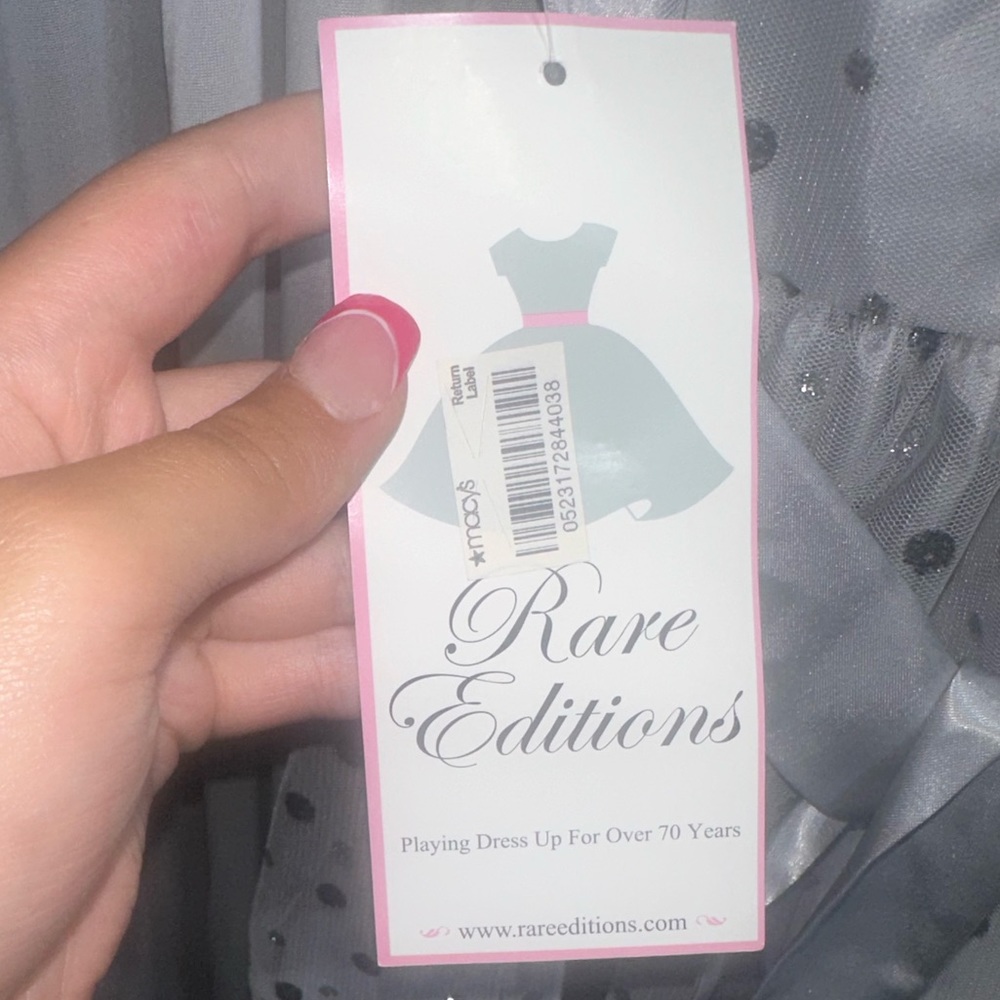 Return
Label
★macy's
0523172844038
Rare
Editions
Playing Dress Up For Over 70 Years
www.rareeditions.com